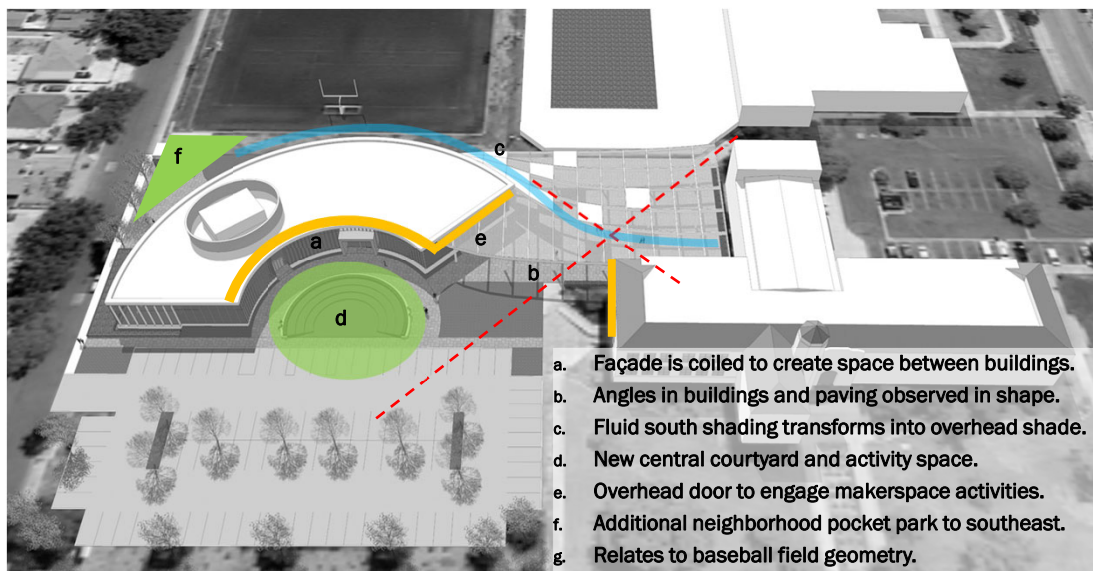 f
c
a
e
b
d
a. Façade is coiled to create space between buildings.
b. Angles in buildings and paving observed in shape.
c. Fluid south shading transforms into overhead shade.
d. New central courtyard and activity space.
e. Overhead door to engage makerspace activities.
f. Additional neighborhood pocket park to southeast.
g. Relates to baseball field geometry.